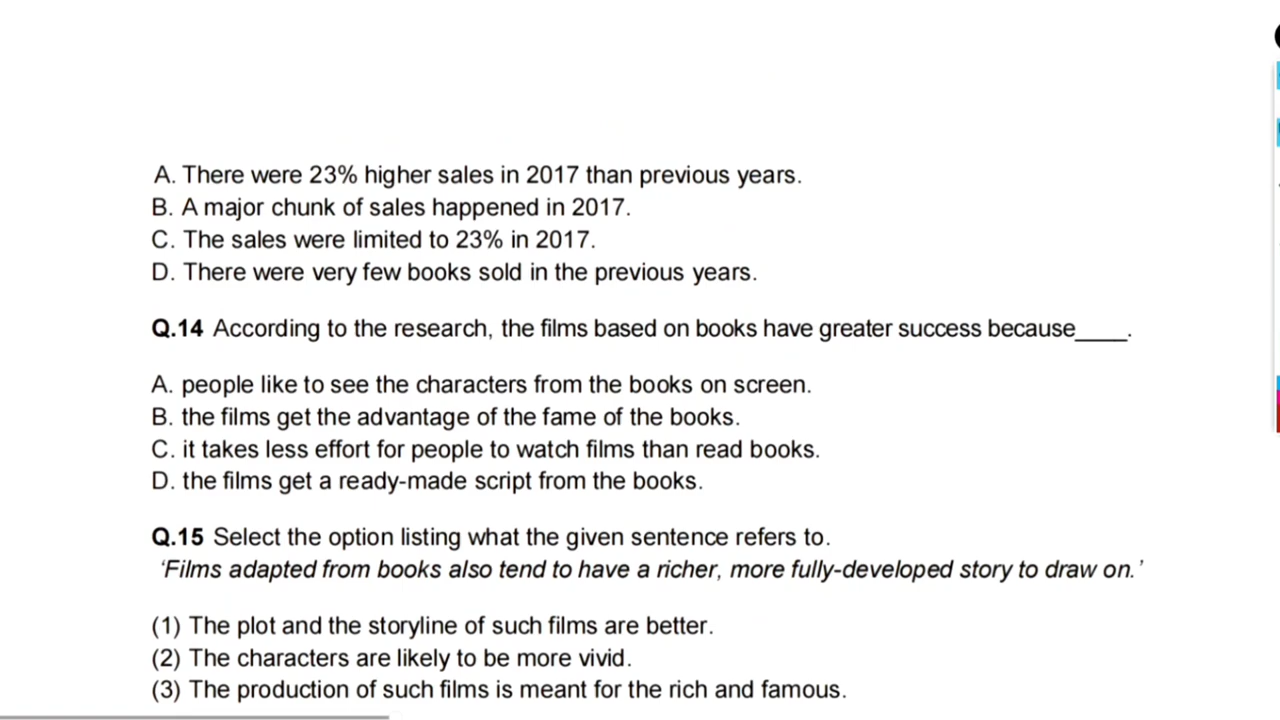 A. There were 23% higher sales in 2017 than previous years.
B. A major chunk of sales happened in 2017.
C. The sales were limited to 23% in 2017.
D. There were very few books sold in the previous years.
Q.14 According to the research, the films based on books have greater success because____.
A. people like to see the characters from the books on screen.
B. the films get the advantage of the fame of the books.
C. it takes less effort for people to watch films than read books.
D. the films get a ready-made script from the books.
Q.15 Select the option listing what the given sentence refers to.
‘Films adapted from books also tend to have a richer, more fully-developed story to draw on.’
(1) The plot and the storyline of such films are better.
(2) The characters are likely to be more vivid.
(3) The production of such films is meant for the rich and famous.